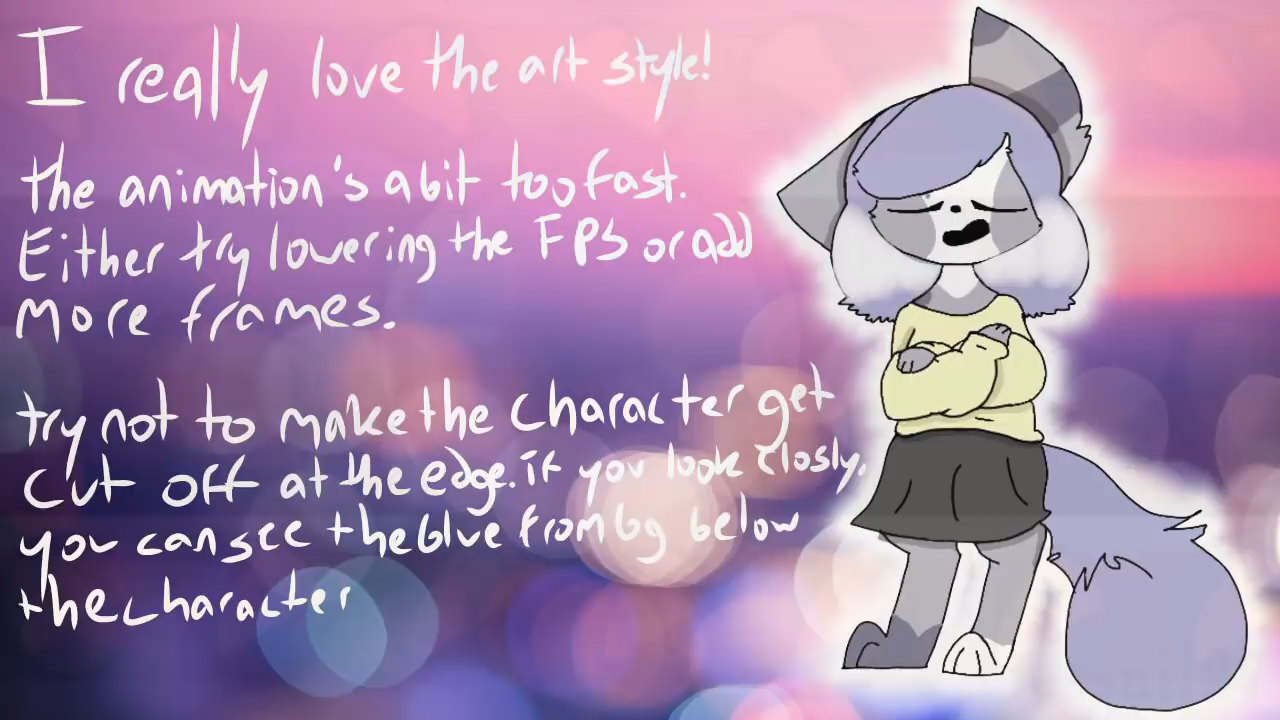 I really love the art style!
the animation's a bit too fast.
Either try lowering the FPS or add
more frames.
try not to make the character get
cut off at the edge. if you look closly,
you can see the blue from bg below
the character